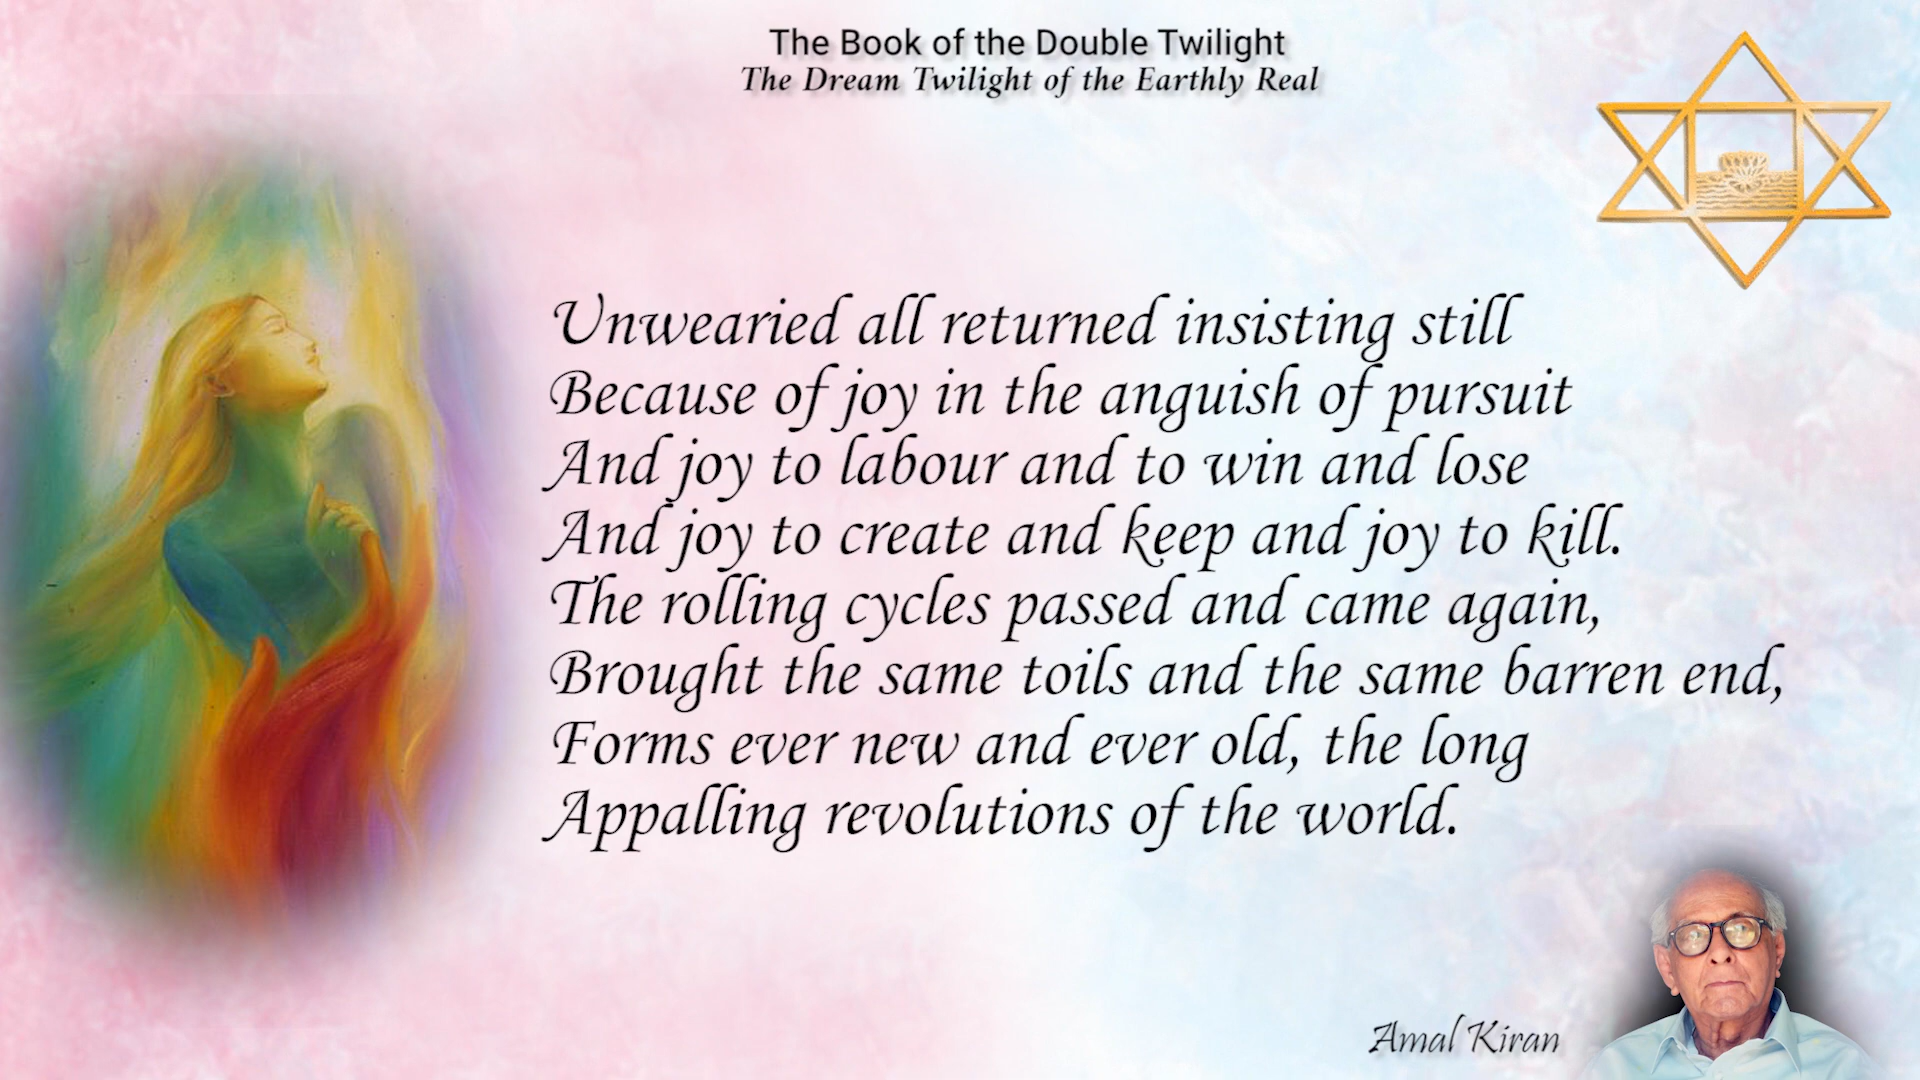 The Book of the Double Twilight
The Dream Twilight of the Earthly Real
Unwearied all returned insisting still
Because of joy in the anguish of pursuit
And joy to labour and to win and lose
And joy to create and keep and joy to kill.
The rolling cycles passed and came again,
Brought the same toils and the same barren end,
Forms ever new and ever old, the long
Appalling revolutions of the world.
Amal Kiran